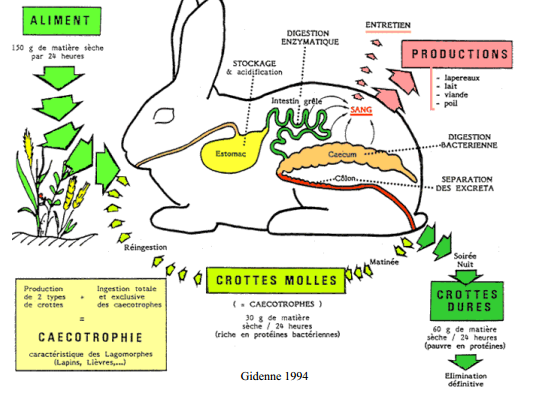 ALIMENT
150 g de matière sèche
par 24 heures
DIGESTION
ENZYMATIQUE
STOCKAGE
& acidification
Intestin grêle
Estomac
SANG
Caecum
Côlon
ENTRETIEN
PRODUCTIONS
- lapereaux
- lait
- viande
- poil
DIGESTION
BACTERIENNE
SEPARATION
DES EXCRETA
Réingestion
Matinée
Soirée
Nuit
Production
de 2 types
de crottes
+
Ingestion totale
et exclusive
des caecotrophes
=
CAECOTROPHIE
caractéristique des Lagomorphes
(Lapins, Lièvres,...)
CROTTES MOLLES
( = CAECOTROPHES )
30 g de matière
sèche / 24 heures
(riche en protéines bactériennes)
CROTTES
DURES
60 g de matière
sèche / 24 heures
(pauvre en protéines)
Elimination
définitive
Gidenne 1994